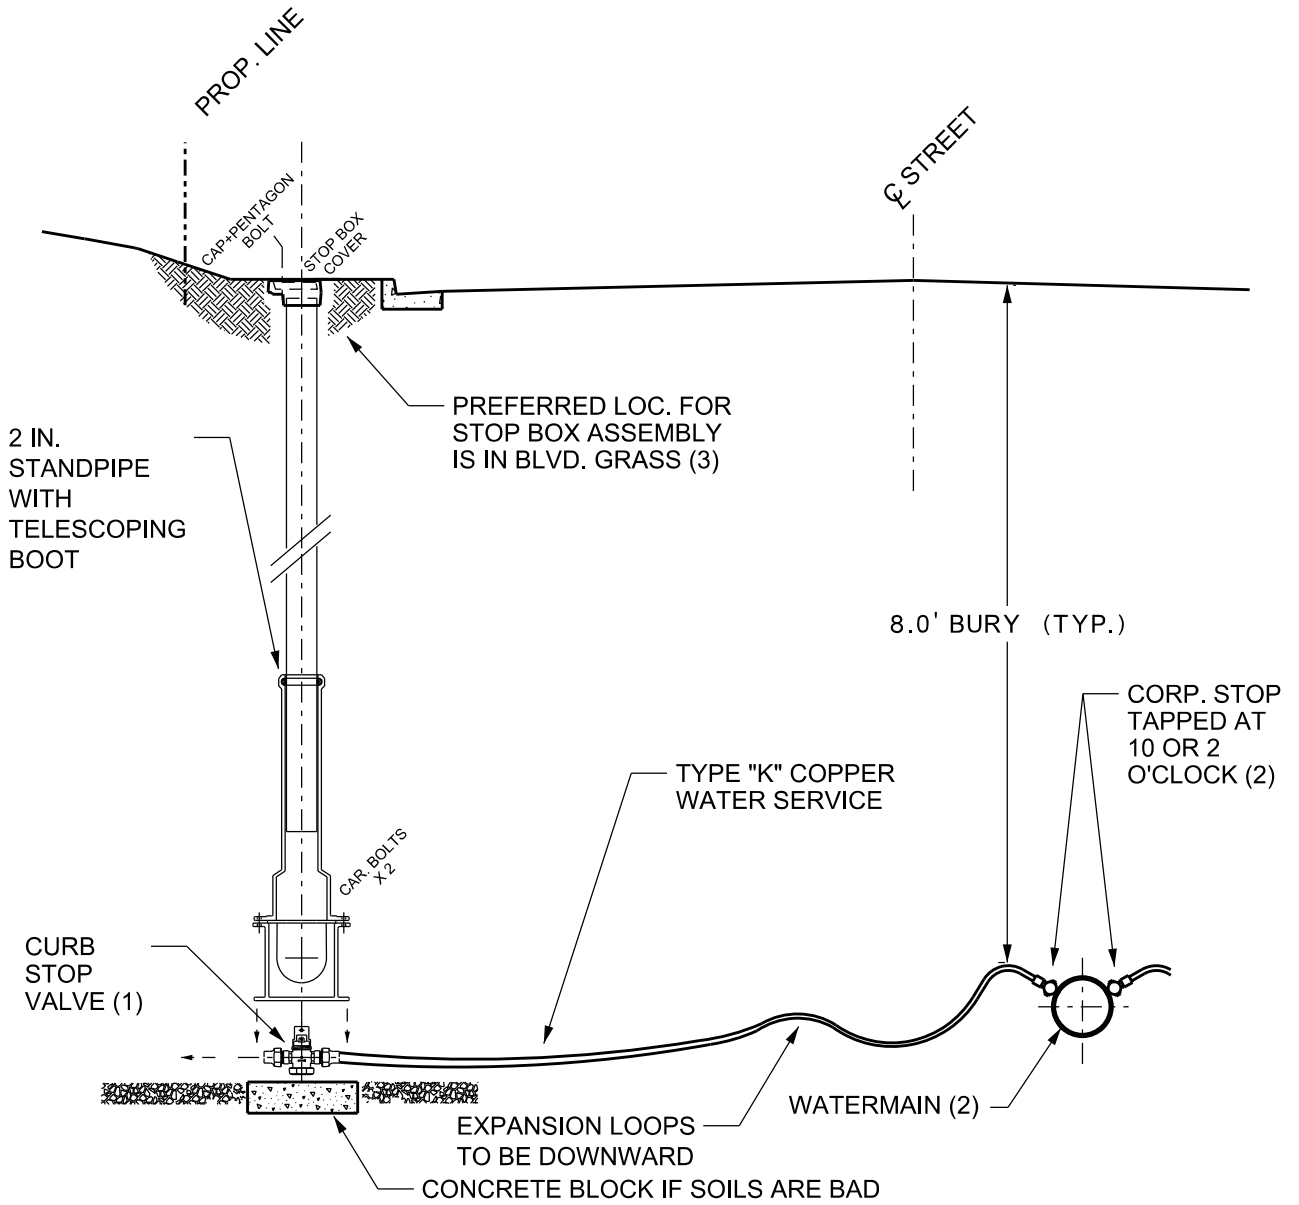 PROP. LINE
℄ STREET
CAP+PENTAGON
BOLT
STOP BOX
COVER
PREFERRED LOC. FOR
STOP BOX ASSEMBLY
IS IN BLVD. GRASS (3)
2 IN.
STANDPIPE
WITH
TELESCOPING
BOOT
8.0' BURY (TYP.)
CORP. STOP
TAPPED AT
10 OR 2
O'CLOCK (2)
TYPE "K" COPPER
WATER SERVICE
CAR. BOLTS
X 2
CURB
STOP
VALVE (1)
WATERMAIN (2)
EXPANSION LOOPS
TO BE DOWNWARD
CONCRETE BLOCK IF SOILS ARE BAD